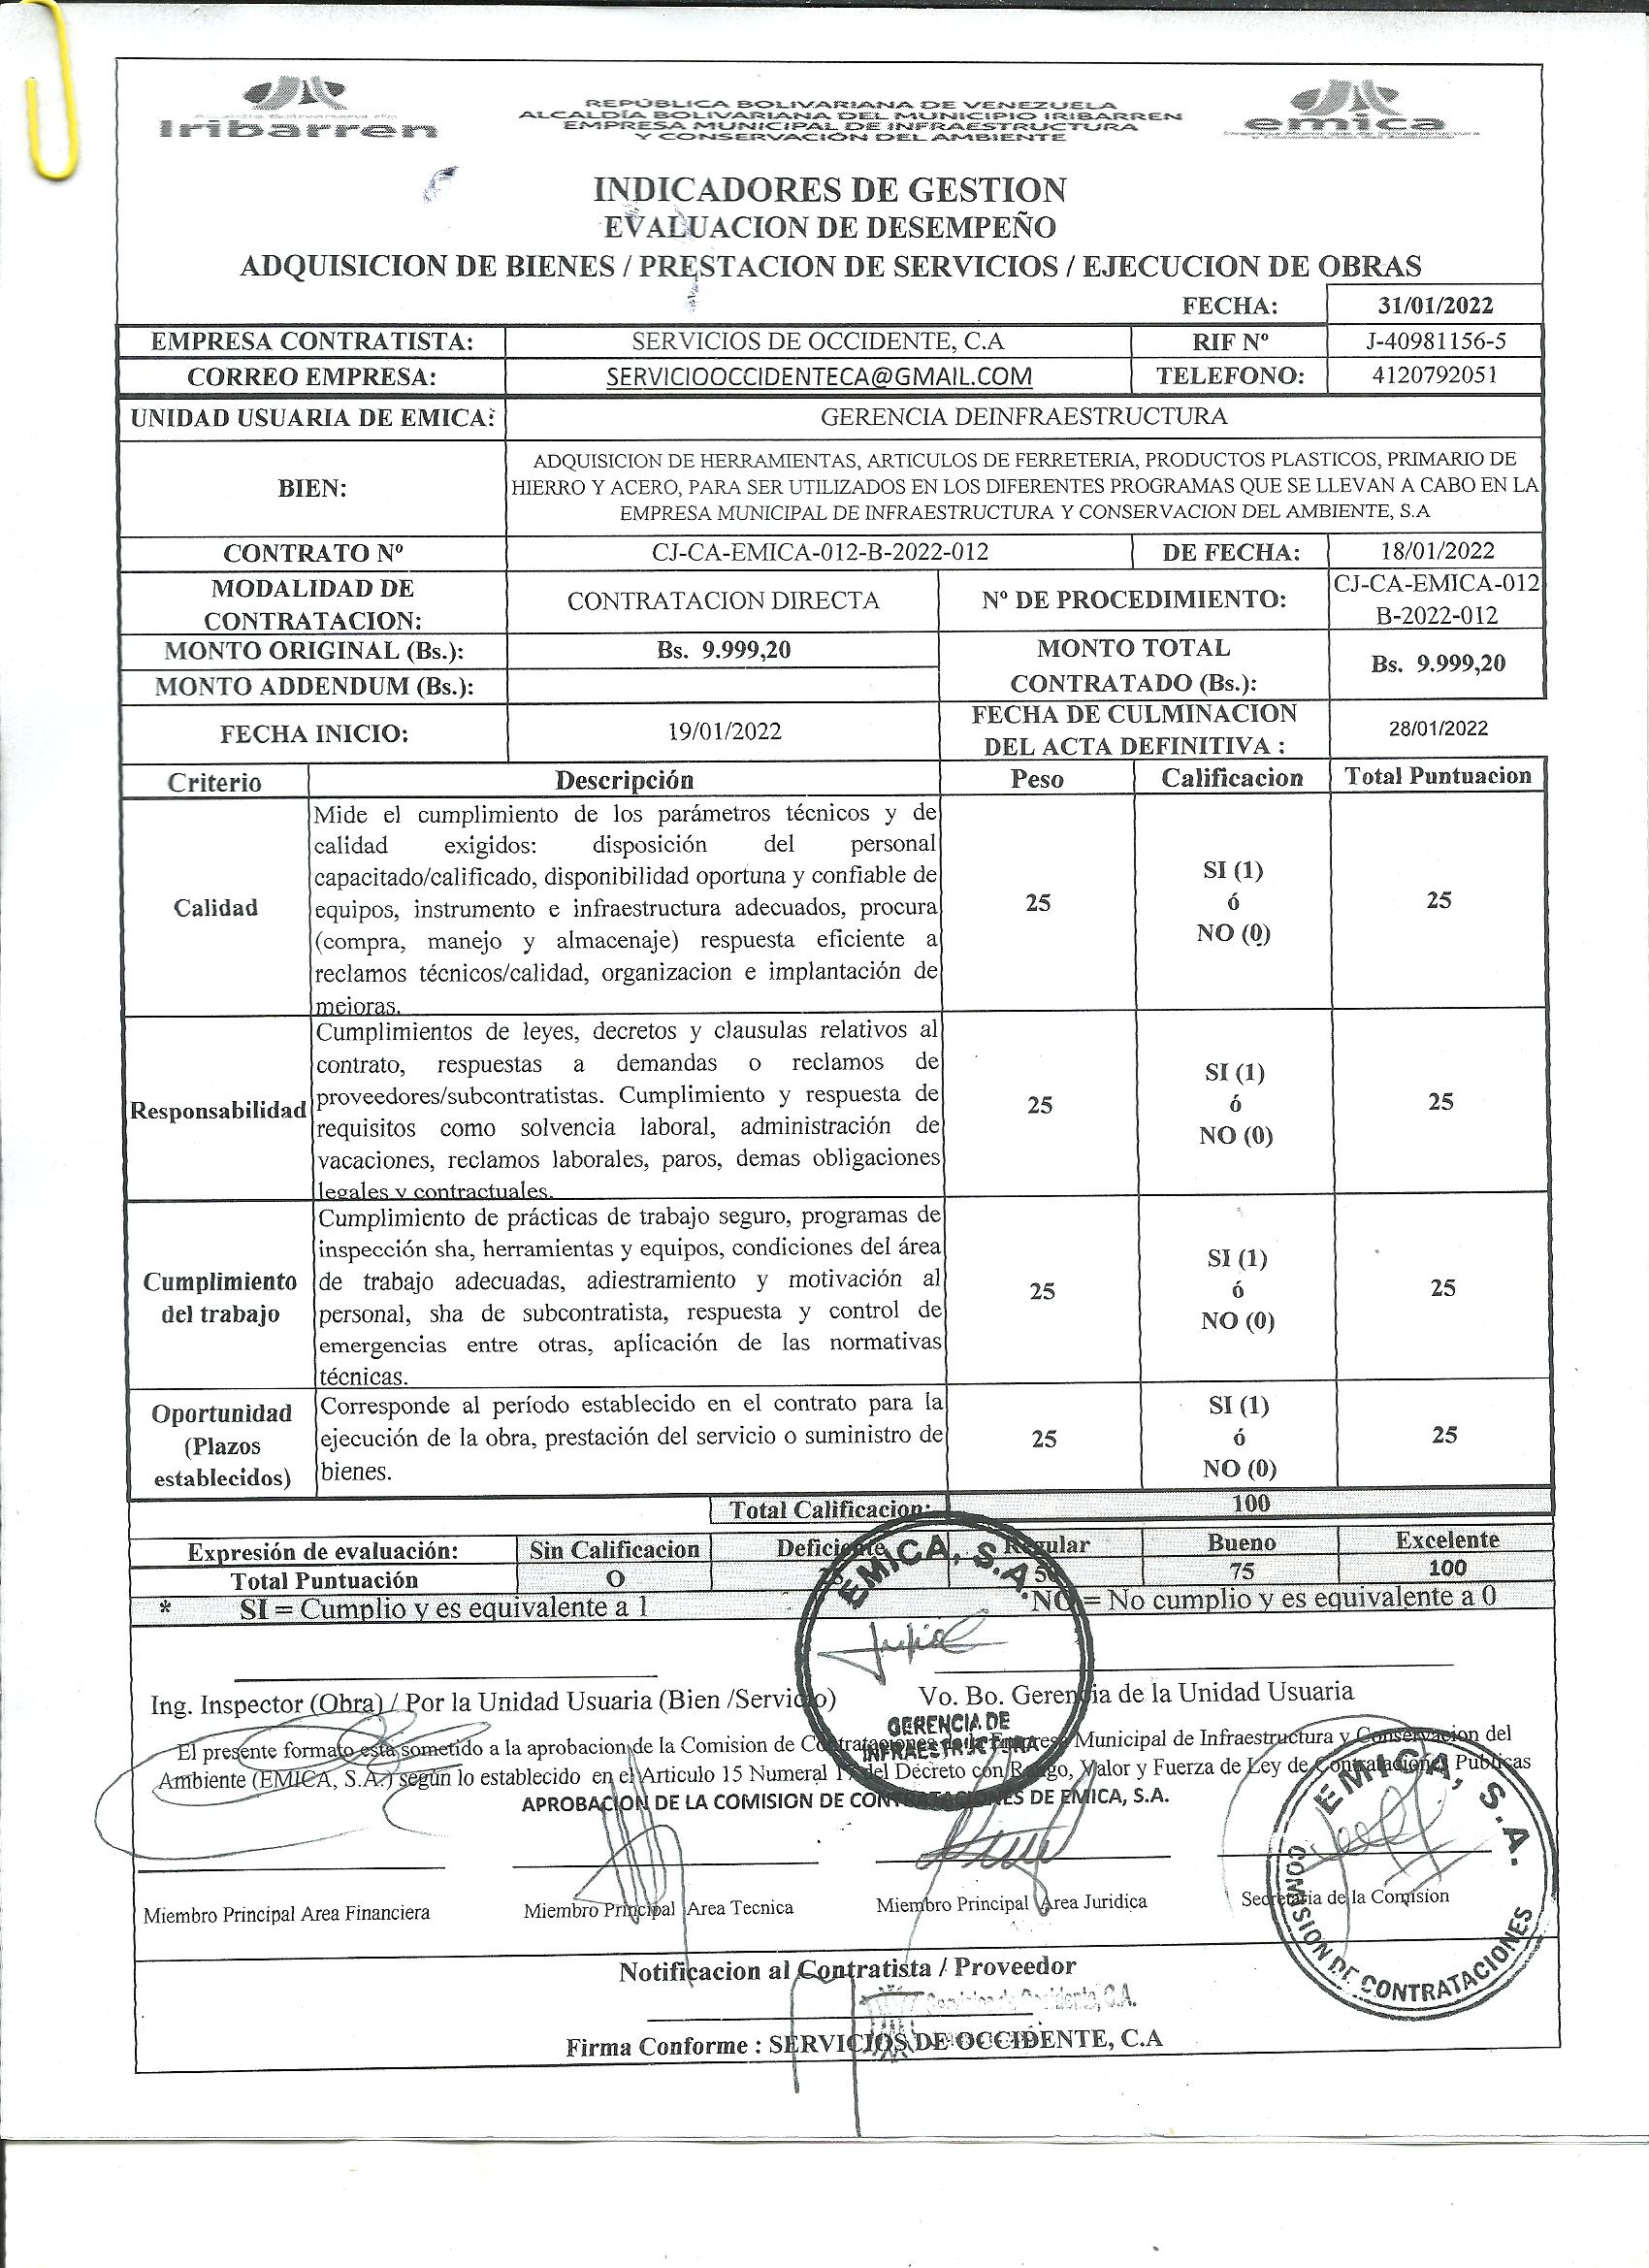 Iribarren
REPÚBLICA BOLIVARIANA DE VENEZUELA
ALCALDÍA BOLIVARIANA DEL MUNICIPIO IRIBARREN
EMPRESA MUNICIPAL DE INFRAESTRUCTURA
Y CONSERVACIÓN DEL AMBIENTE
emica
INDICADORES DE GESTION
EVALUACION DE DESEMPEÑO
ADQUISICION DE BIENES / PRESTACION DE SERVICIOS / EJECUCION DE OBRAS
FECHA: 31/01/2022
EMPRESA CONTRATISTA: SERVICIOS DE OCCIDENTE, C.A RIF Nº J-40981156-5
CORREO EMPRESA: SERVICIOOCCIDENTECA@GMAIL.COM TELEFONO: 4120792051
UNIDAD USUARIA DE EMICA: GERENCIA DEINFRAESTRUCTURA
BIEN:
ADQUISICION DE HERRAMIENTAS, ARTICULOS DE FERRETERIA, PRODUCTOS PLASTICOS, PRIMARIO DE
HIERRO Y ACERO, PARA SER UTILIZADOS EN LOS DIFERENTES PROGRAMAS QUE SE LLEVAN A CABO EN LA
EMPRESA MUNICIPAL DE INFRAESTRUCTURA Y CONSERVACION DEL AMBIENTE, S.A
CONTRATO Nº CJ-CA-EMICA-012-B-2022-012 DE FECHA: 18/01/2022
MODALIDAD DE
CONTRATACION:
CONTRATACION DIRECTA
Nº DE PROCEDIMIENTO:
CJ-CA-EMICA-012
B-2022-012
MONTO ORIGINAL (Bs.): Bs. 9.999,20
MONTO ADDENDUM (Bs.):
MONTO TOTAL
CONTRATADO (Bs.):
Bs. 9.999,20
FECHA INICIO: 19/01/2022
FECHA DE CULMINACION
DEL ACTA DEFINITIVA :
28/01/2022
Criterio Descripción Peso Calificacion Total Puntuacion
Calidad
Mide el cumplimiento de los parámetros técnicos y de
calidad exigidos: disposición del personal
capacitado/calificado, disponibilidad oportuna y confiable de
equipos, instrumento e infraestructura adecuados, procura
(compra, manejo y almacenaje) respuesta eficiente a
reclamos técnicos/calidad, organizacion e implantación de
mejoras.
25
SI (1)
ó
NO (0)
25
Responsabilidad
Cumplimientos de leyes, decretos y clausulas relativos al
contrato, respuestas a demandas o reclamos de
proveedores/subcontratistas. Cumplimiento y respuesta de
requisitos como solvencia laboral, administración de
vacaciones, reclamos laborales, paros, demas obligaciones
legales y contractuales.
25
SI (1)
ó
NO (0)
25
Cumplimiento
del trabajo
Cumplimiento de prácticas de trabajo seguro, programas de
inspección sha, herramientas y equipos, condiciones del área
de trabajo adecuadas, adiestramiento y motivación al
personal, sha de subcontratista, respuesta y control de
emergencias entre otras, aplicación de las normativas
técnicas.
25
SI (1)
ó
NO (0)
25
Oportunidad
(Plazos
establecidos)
Corresponde al período establecido en el contrato para la
ejecución de la obra, prestación del servicio o suministro de
bienes.
25
SI (1)
ó
NO (0)
25
Total Calificacion: 100
Expresión de evaluación: Sin Calificacion Deficiente Regular Bueno Excelente
Total Puntuación O 75 100
* SI = Cumplio y es equivalente a 1 *NO = No cumplio y es equivalente a 0
EMICA, S.A.
GERENCIA DE
INFRAESTRUCTURA
Ing. Inspector (Obra) / Por la Unidad Usuaria (Bien /Servicio) Vo. Bo. Gerencia de la Unidad Usuaria
El presente formato esta sometido a la aprobacion de la Comision de Contrataciones de la Empresa Municipal de Infraestructura y Conservacion del
Ambiente (EMICA, S.A.) según lo establecido en el Articulo 15 Numeral del Decreto con Rango, Valor y Fuerza de Ley de Contrataciones Publicas
APROBACION DE LA COMISION DE CONTRATACIONES DE EMICA, S.A.
Miembro Principal Area Financiera Miembro Principal Area Tecnica Miembro Principal Area Juridica Secretaria de la Comision
EMICA, S.A.
COMISION DE CONTRATACIONES
Notificacion al Contratista / Proveedor
Servicios de Occidente, C.A.
Firma Conforme : SERVICIOS DE OCCIDENTE, C.A